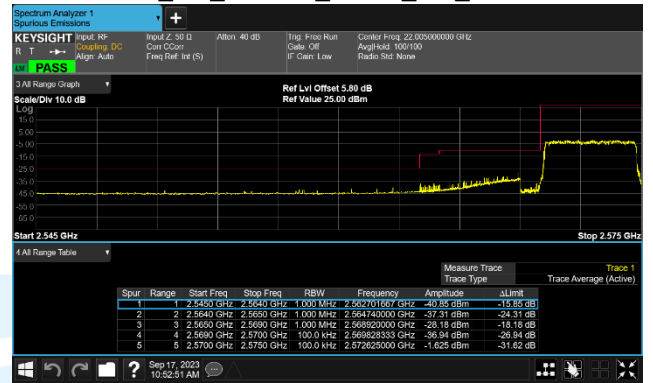 Spectrum Analyzer 1
Spurious Emissions
+
KEYSIGHT Input: RF Input Z: 50 Ω Atten: 40 dB Trig: Free Run Center Freq: 22.005000000 GHz
R T Coupling: DC Corr CCorr Gate: Off Avg|Hold: 100/100
Align: Auto Freq Ref: Int (S) IF Gain: Low Radio Std: None
LM PASS
3 All Range Graph
Ref Lvl Offset 5.80 dB
Scale/Div 10.0 dB Ref Value 25.00 dBm
Log
15.0
5.00
-5.00
-15.0
-25.0
-35.0
-45.0
-55.0
-65.0
Start 2.545 GHz Stop 2.575 GHz
4 All Range Table
Measure Trace Trace 1
Trace Type Trace Average (Active)
Spur Range Start Freq Stop Freq RBW Frequency Amplitude ΔLimit
1 1 2.5450 GHz 2.5640 GHz 1.000 MHz 2.562701667 GHz -40.85 dBm -15.85 dB
2 2 2.5640 GHz 2.5650 GHz 1.000 MHz 2.564740000 GHz -37.31 dBm -24.31 dB
3 3 2.5650 GHz 2.5690 GHz 1.000 MHz 2.568920000 GHz -28.18 dBm -18.18 dB
4 4 2.5690 GHz 2.5700 GHz 100.0 kHz 2.569828333 GHz -36.94 dBm -26.94 dB
5 5 2.5700 GHz 2.5750 GHz 100.0 kHz 2.572625000 GHz -1.625 dBm -31.62 dB
? Sep 17, 2023
10:52:51 AM